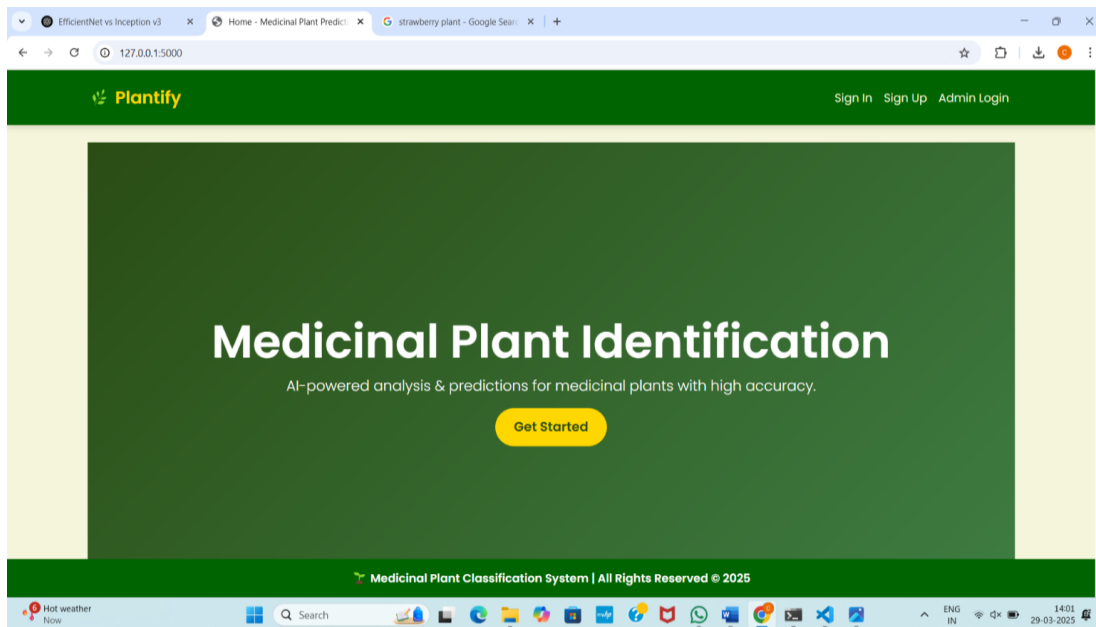 EfficientNet vs Inception v3
Home - Medicinal Plant Predict
strawberry plant - Google Sear
127.0.0.1:5000
Plantify
Sign In Sign Up Admin Login
Medicinal Plant Identification
AI-powered analysis & predictions for medicinal plants with high accuracy.
Get Started
Medicinal Plant Classification System | All Rights Reserved © 2025
6
Hot weather
Now
Search
ENG
IN
14:01
29-03-2025